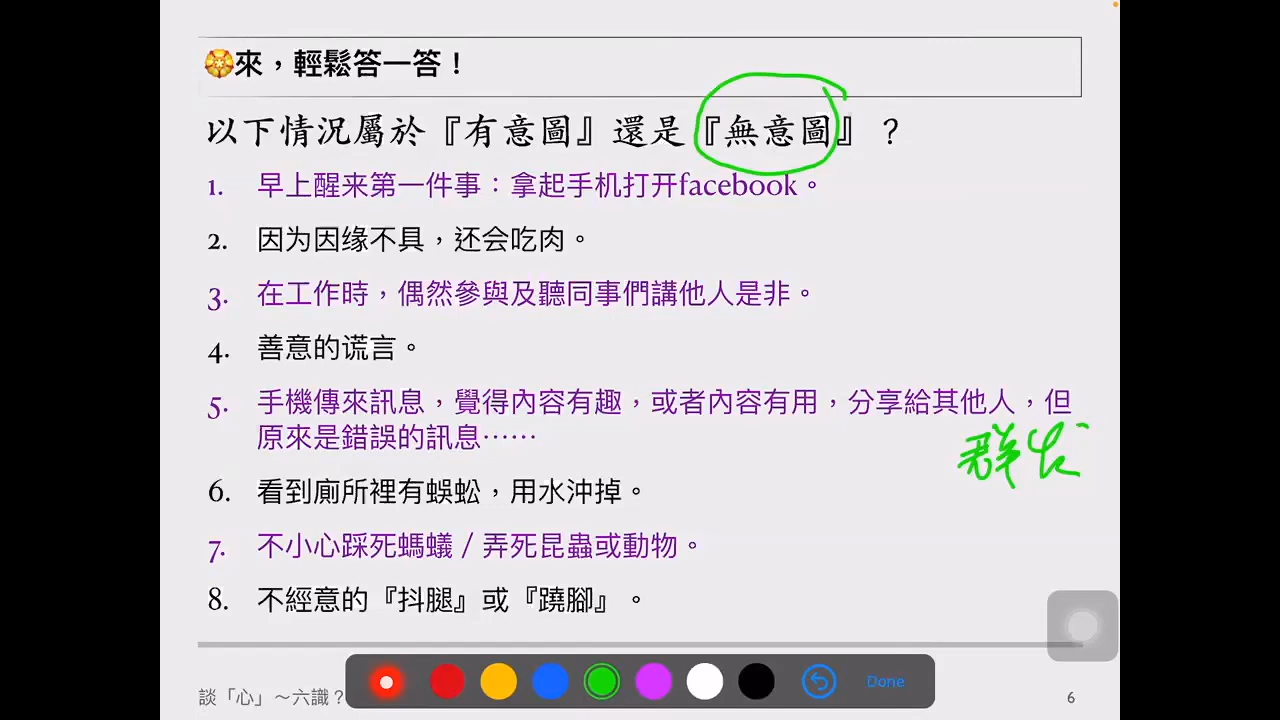 來，輕鬆答一答！
以下情況屬於『有意圖』還是『無意圖』？
1. 早上醒来第一件事：拿起手机打开facebook。
2. 因为因缘不具，还会吃肉。
3. 在工作時，偶然參與及聽同事們講他人是非。
4. 善意的谎言。
5. 手機傳來訊息，覺得內容有趣，或者內容有用，分享給其他人，但
原來是錯誤的訊息⋯⋯
群发
6. 看到廁所裡有蜈蚣，用水沖掉。
7. 不小心踩死螞蟻／弄死昆蟲或動物。
8. 不經意的『抖腿』或『蹺腳』。
談「心」～六識？
Done
6